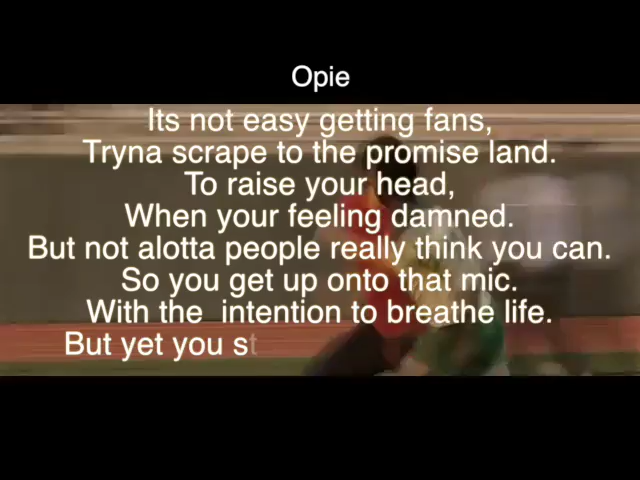 Opie
Its not easy getting fans,
Tryna scrape to the promise land.
To raise your head,
When your feeling damned.
But not alotta people really think you can.
So you get up onto that mic.
With the  intention to breathe life.
But yet you st